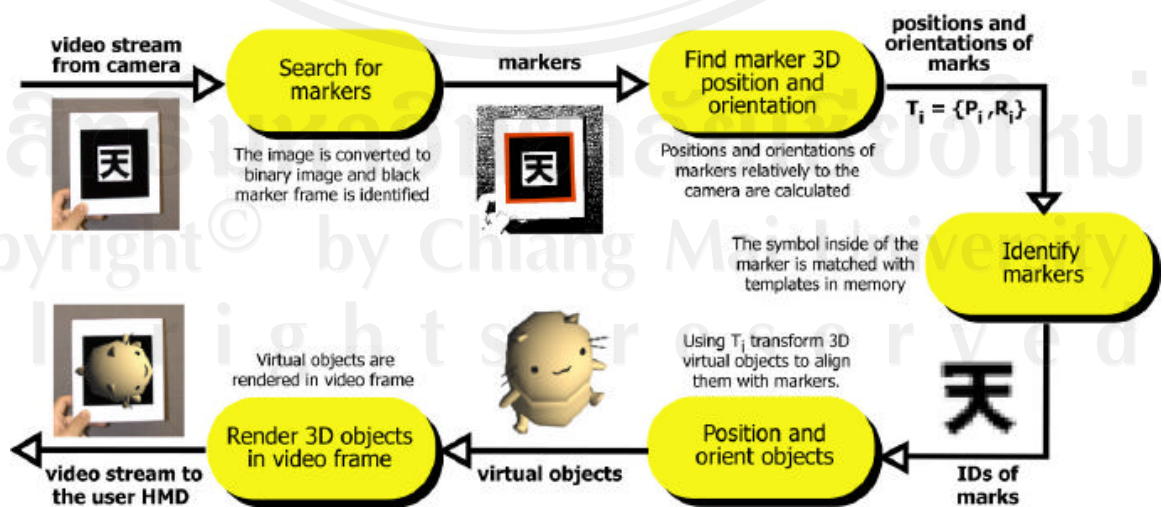 video stream
from camera
Search for
markers
The image is converted to
binary image and black
marker frame is identified
markers
Find marker 3D
position and
orientation
Positions and orientations of
markers relatively to the
camera are calculated
positions and
orientations of
marks
Tᵢ = {Pᵢ ,Rᵢ}
天
天
Identify
markers
The symbol inside of the
marker is matched with
templates in memory
天
IDs of
marks
Using Tᵢ transform 3D
virtual objects to align
them with markers.
Position and
orient objects
virtual objects
Virtual objects are
rendered in video frame
Render 3D objects
in video frame
video stream to
the user HMD
by Chiang Mai University